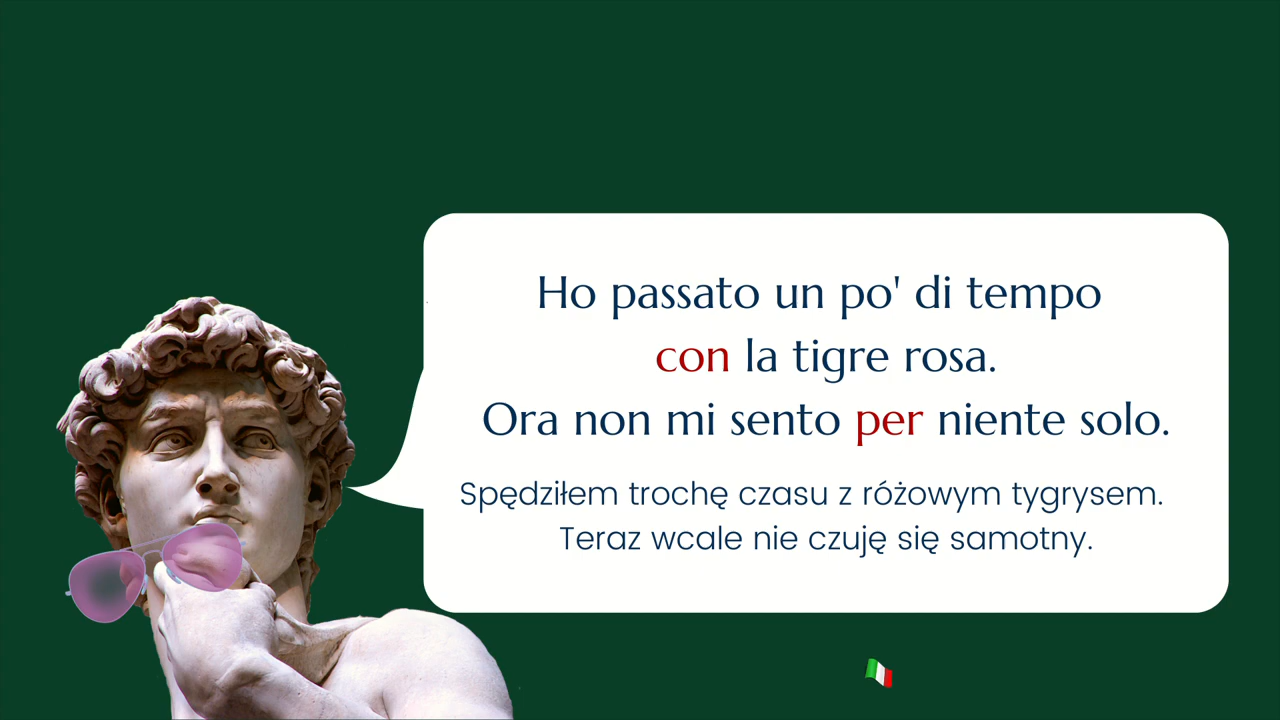 Ho passato un po' di tempo
con la tigre rosa.
Ora non mi sento per niente solo.
Spędziłem trochę czasu z różowym tygrysem.
Teraz wcale nie czuję się samotny.